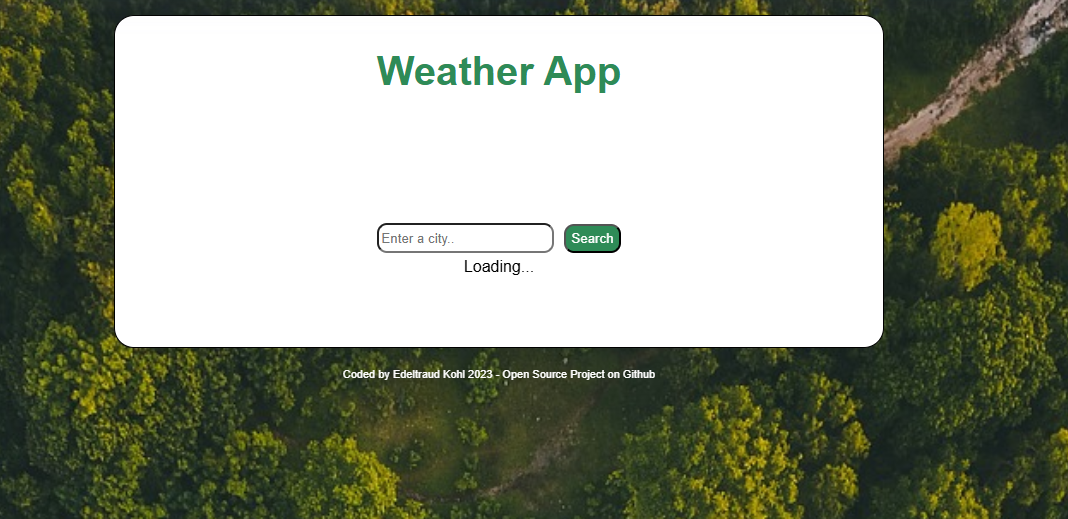 Weather App
Enter a city..
Search
Loading...
Coded by Edeltraud Kohl 2023 - Open Source Project on Github